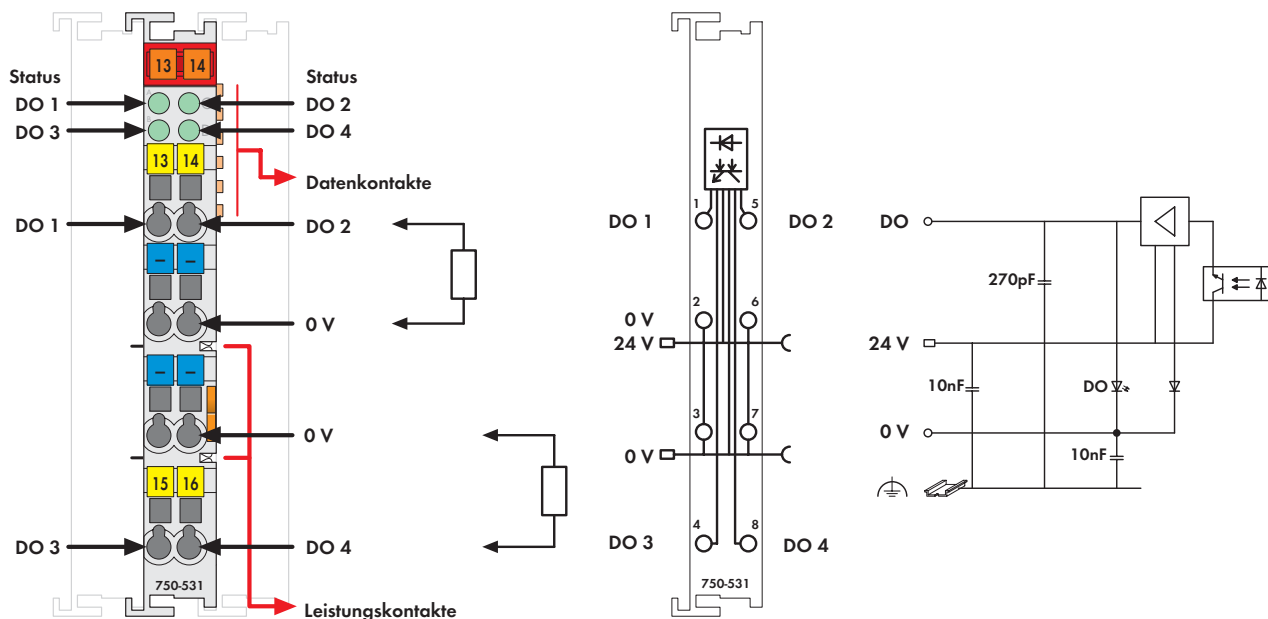 13 14
Status Status
DO 1 DO 2
DO 3 DO 4
13 14
Datenkontakte
DO 1 DO 2
– –
0 V
– –
0 V
15 16
DO 3 DO 4
750-531
Leistungskontakte
1 5
DO 1 DO 2
2 6
0 V
24 V
3 7
0 V
4 8
DO 3 DO 4
750-531
DO
270pF
24 V
10nF
DO
0 V
10nF